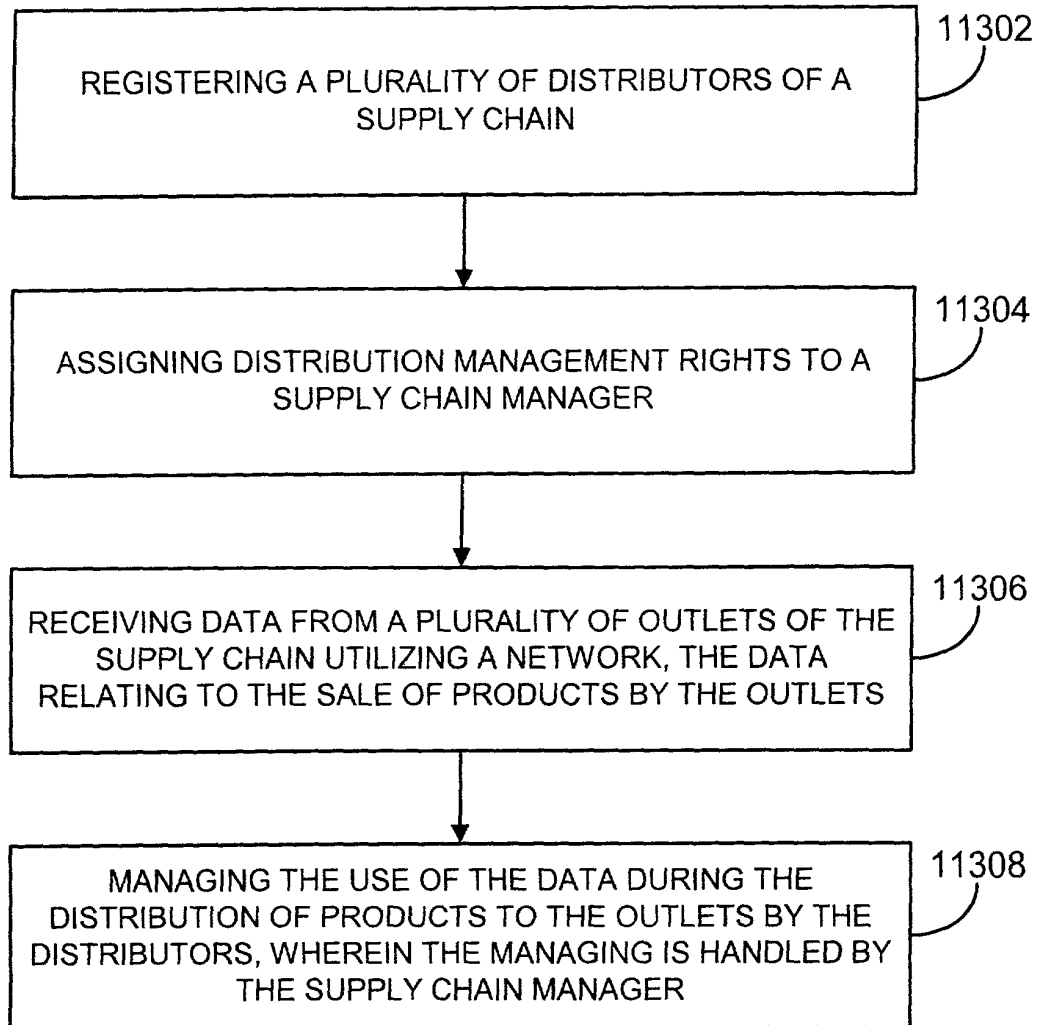 11302
REGISTERING A PLURALITY OF DISTRIBUTORS OF A
SUPPLY CHAIN
11304
ASSIGNING DISTRIBUTION MANAGEMENT RIGHTS TO A
SUPPLY CHAIN MANAGER
11306
RECEIVING DATA FROM A PLURALITY OF OUTLETS OF THE
SUPPLY CHAIN UTILIZING A NETWORK, THE DATA
RELATING TO THE SALE OF PRODUCTS BY THE OUTLETS
11308
MANAGING THE USE OF THE DATA DURING THE
DISTRIBUTION OF PRODUCTS TO THE OUTLETS BY THE
DISTRIBUTORS, WHEREIN THE MANAGING IS HANDLED BY
THE SUPPLY CHAIN MANAGER